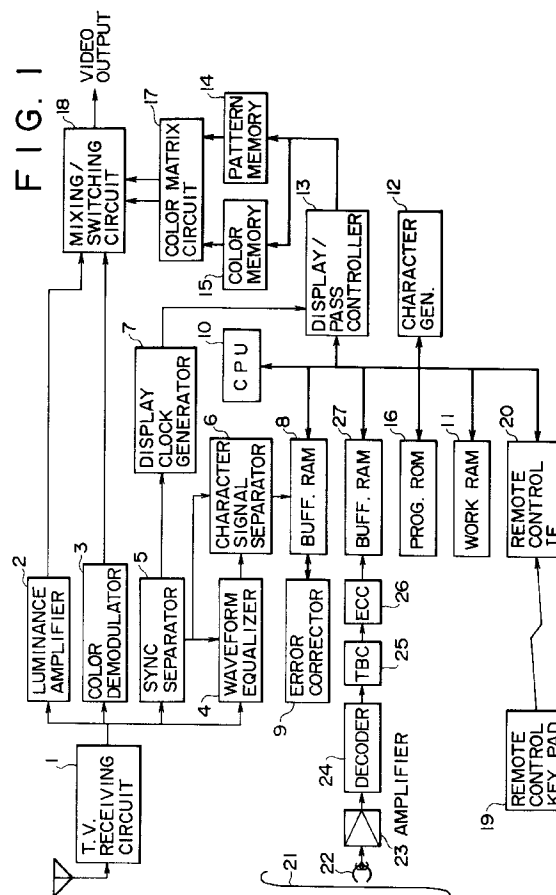 FIG. 1
1
T.V.
RECEIVING
CIRCUIT
2
LUMINANCE
AMPLIFIER
3
COLOR
DEMODULATOR
5
SYNC
SEPARATOR
4
WAVEFORM
EQUALIZER
7
DISPLAY
CLOCK
GENERATOR
6
CHARACTER
SIGNAL
SEPARATOR
18
MIXING/
SWITCHING
CIRCUIT
VIDEO
OUTPUT
17
COLOR MATRIX
CIRCUIT
15
COLOR
MEMORY
14
PATTERN
MEMORY
13
DISPLAY/
PASS
CONTROLLER
10
CPU
12
CHARACTER
GEN.
9
ERROR
CORRECTOR
8
BUFF. RAM
21
22
23 AMPLIFIER
24
DECODER
25
TBC
26
ECC
27
BUFF. RAM
16
PROG. ROM
11
WORK RAM
20
REMOTE
CONTROL
IF
19
REMOTE
CONTROL
KEY PAD